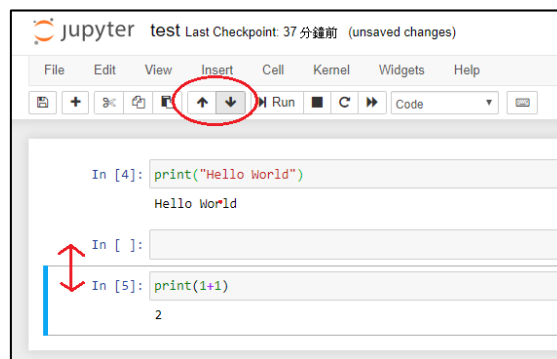 jupyter test Last Checkpoint: 37 分鐘前 (unsaved changes)
File Edit View Insert Cell Kernel Widgets Help
Run Code
In [4]: print("Hello World")
Hello World
In [ ]:
In [5]: print(1+1)
2